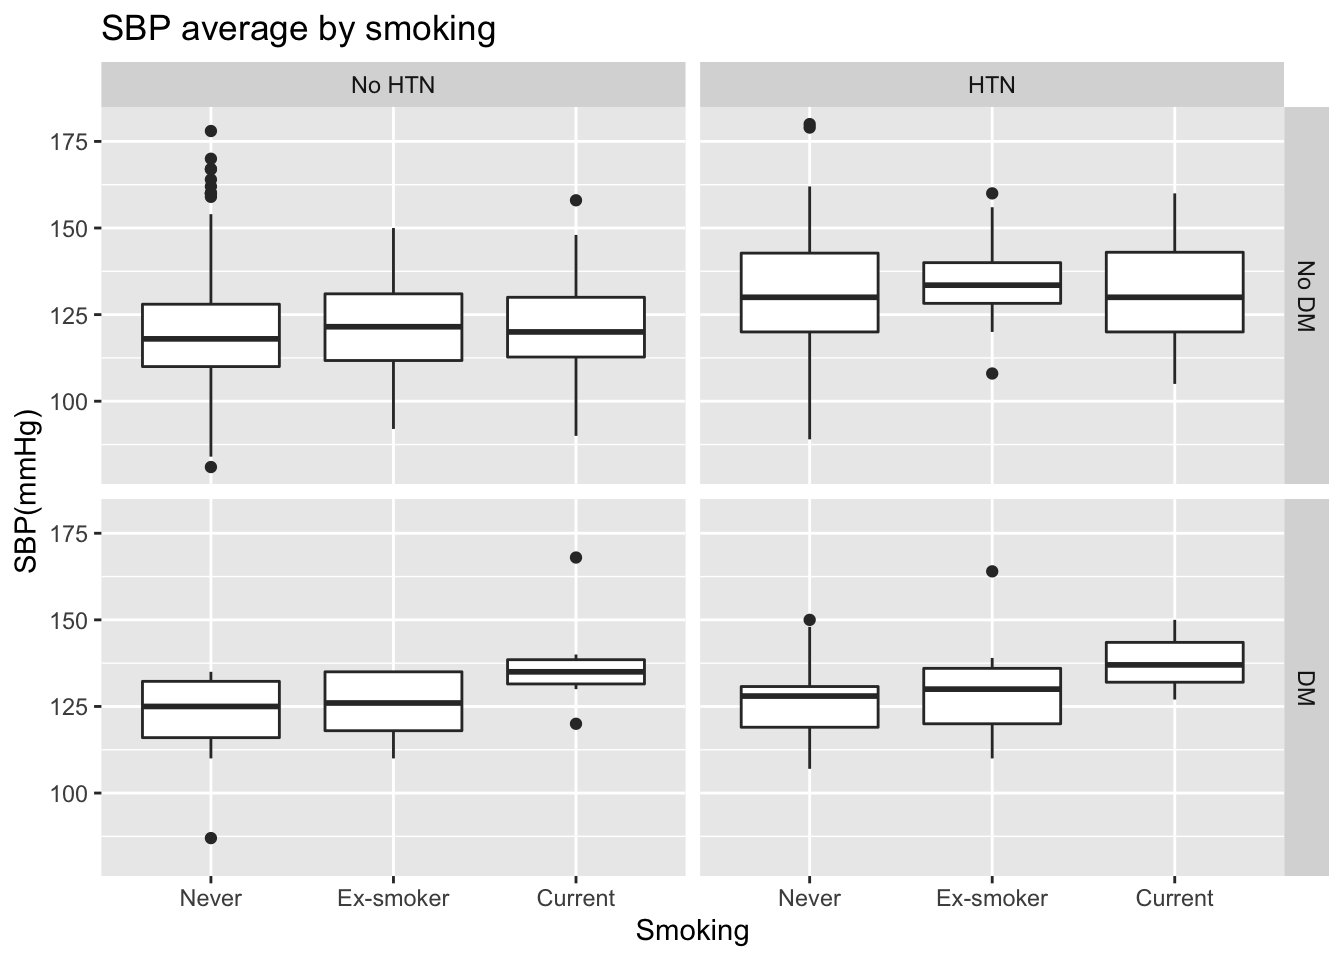 SBP average by smoking
No HTN
HTN
175
150
125
100
No DM
SBP(mmHg)
175
150
125
100
DM
Never
Ex-smoker
Current
Never
Ex-smoker
Current
Smoking